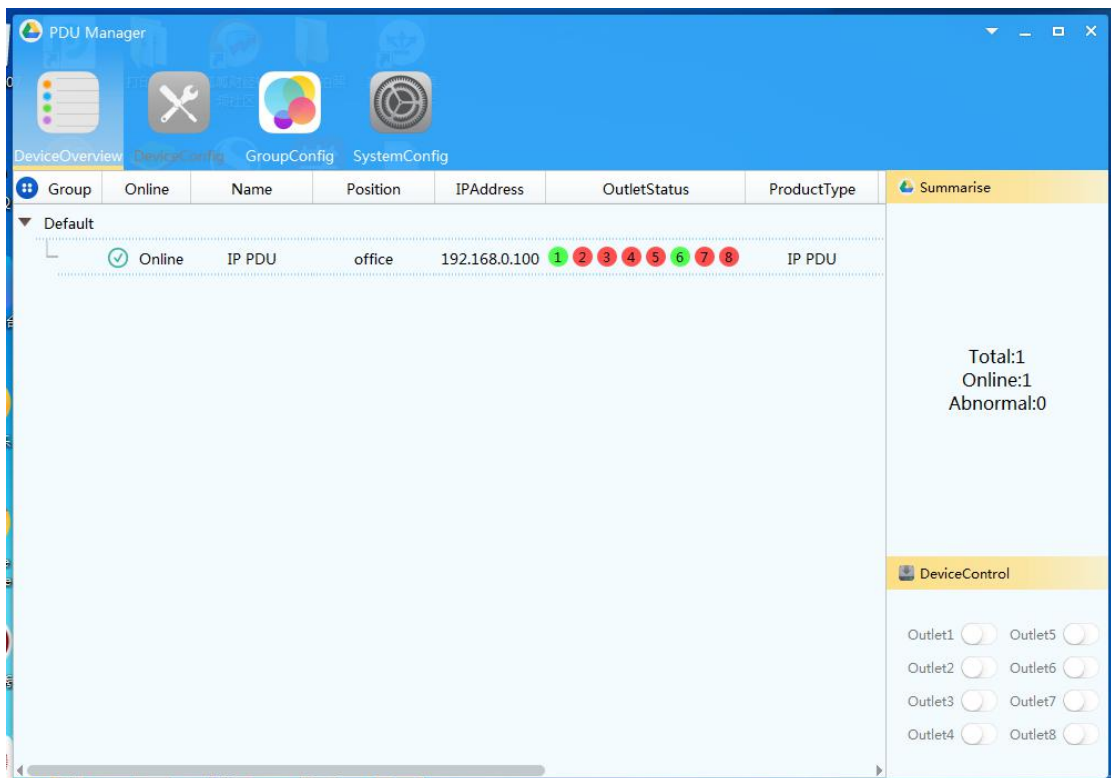 PDU Manager
DeviceOverview DeviceConfig GroupConfig SystemConfig
Group Online Name Position IPAddress OutletStatus ProductType
Summarise
Default
Online IP PDU office 192.168.0.100 1 2 3 4 5 6 7 8 IP PDU
Total:1
Online:1
Abnormal:0
DeviceControl
Outlet1 Outlet5
Outlet2 Outlet6
Outlet3 Outlet7
Outlet4 Outlet8